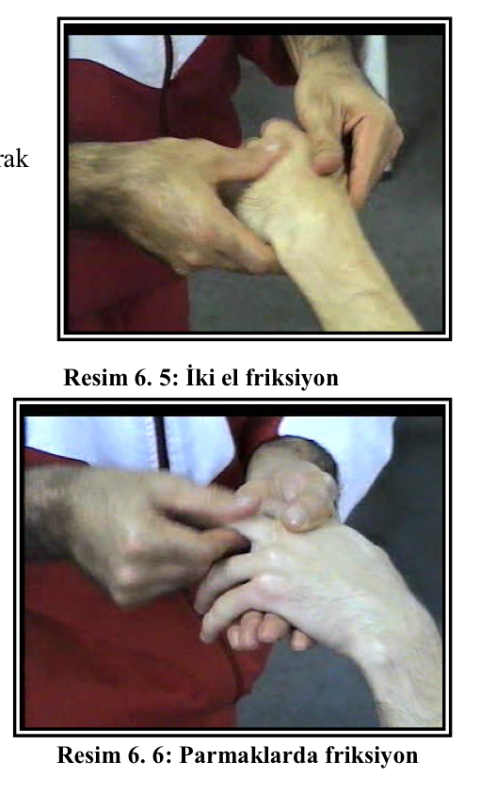 rak
Resim 6. 5: İki el friksiyon
Resim 6. 6: Parmaklarda friksiyon